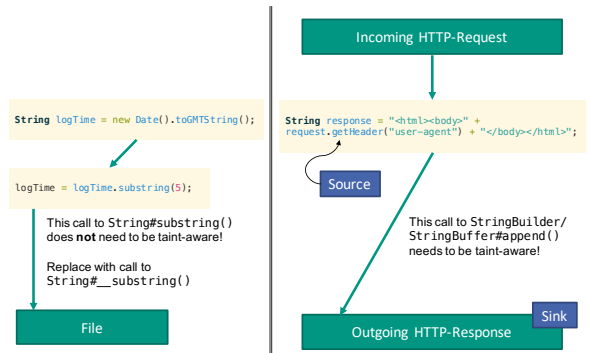 String logTime = new Date().toGMTString();
logTime = logTime.substring(5);
This call to String#substring()
does not need to be taint-aware!
Replace with call to
String#__substring()
File
Incoming HTTP-Request
String response = "<html><body>" +
request.getHeader("user-agent") + "</body></html>";
Source
This call to StringBuilder/
StringBuffer#append()
needs to be taint-aware!
Sink
Outgoing HTTP-Response